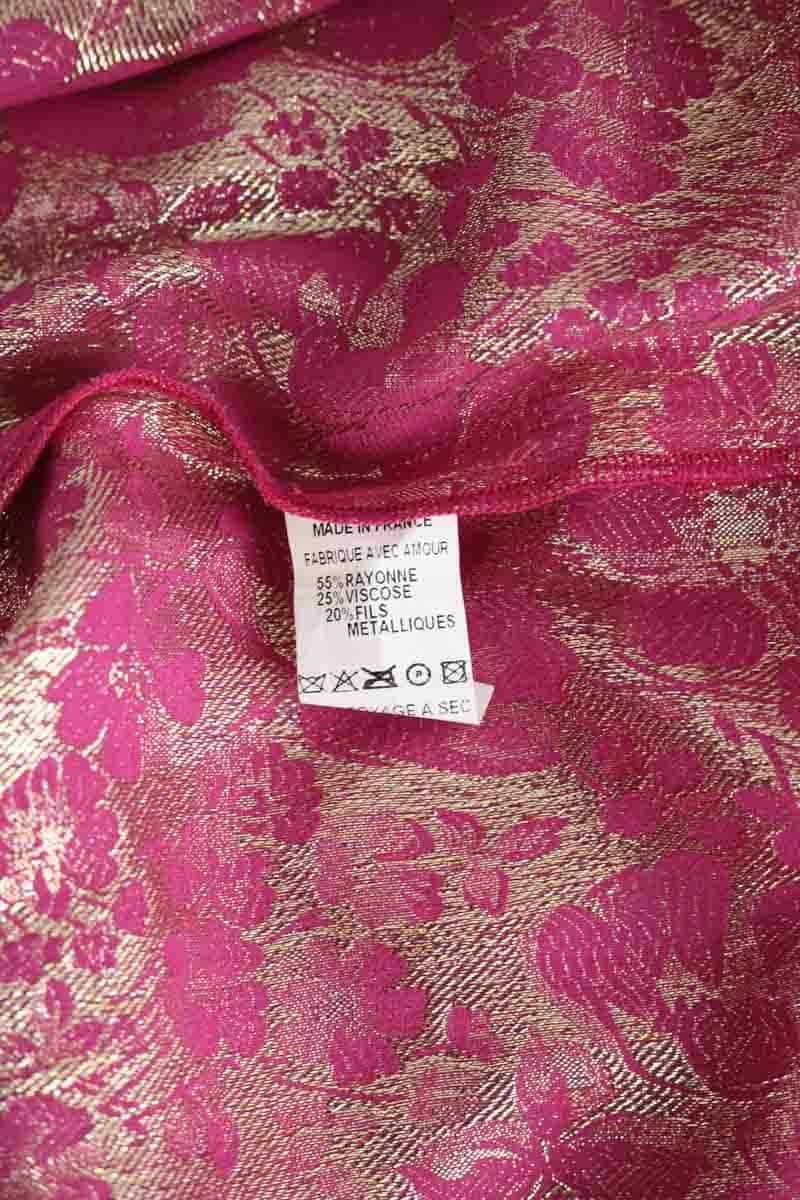 MADE IN FRANCE
FABRIQUE AVEC AMOUR
55%RAYONNE
25%VISCOSE
20%FILS
METALLIQUES
P
A SEC